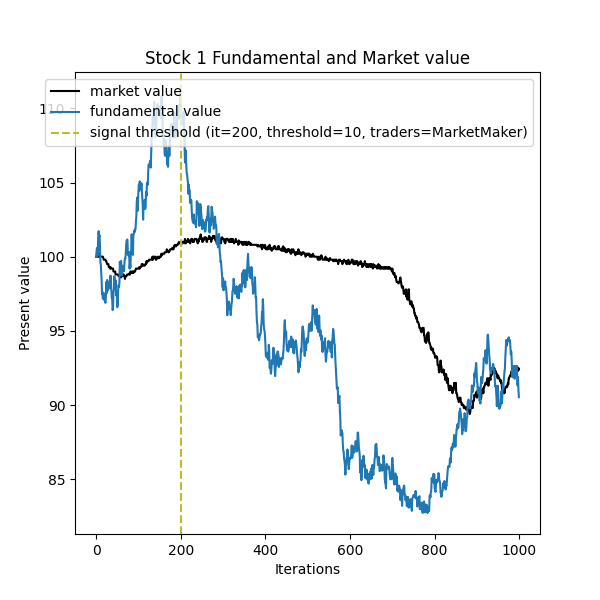 Stock 1 Fundamental and Market value
market value
fundamental value
signal threshold (it=200, threshold=10, traders=MarketMaker)
110
105
100
95
90
85
Present value
0 200 400 600 800 1000
Iterations